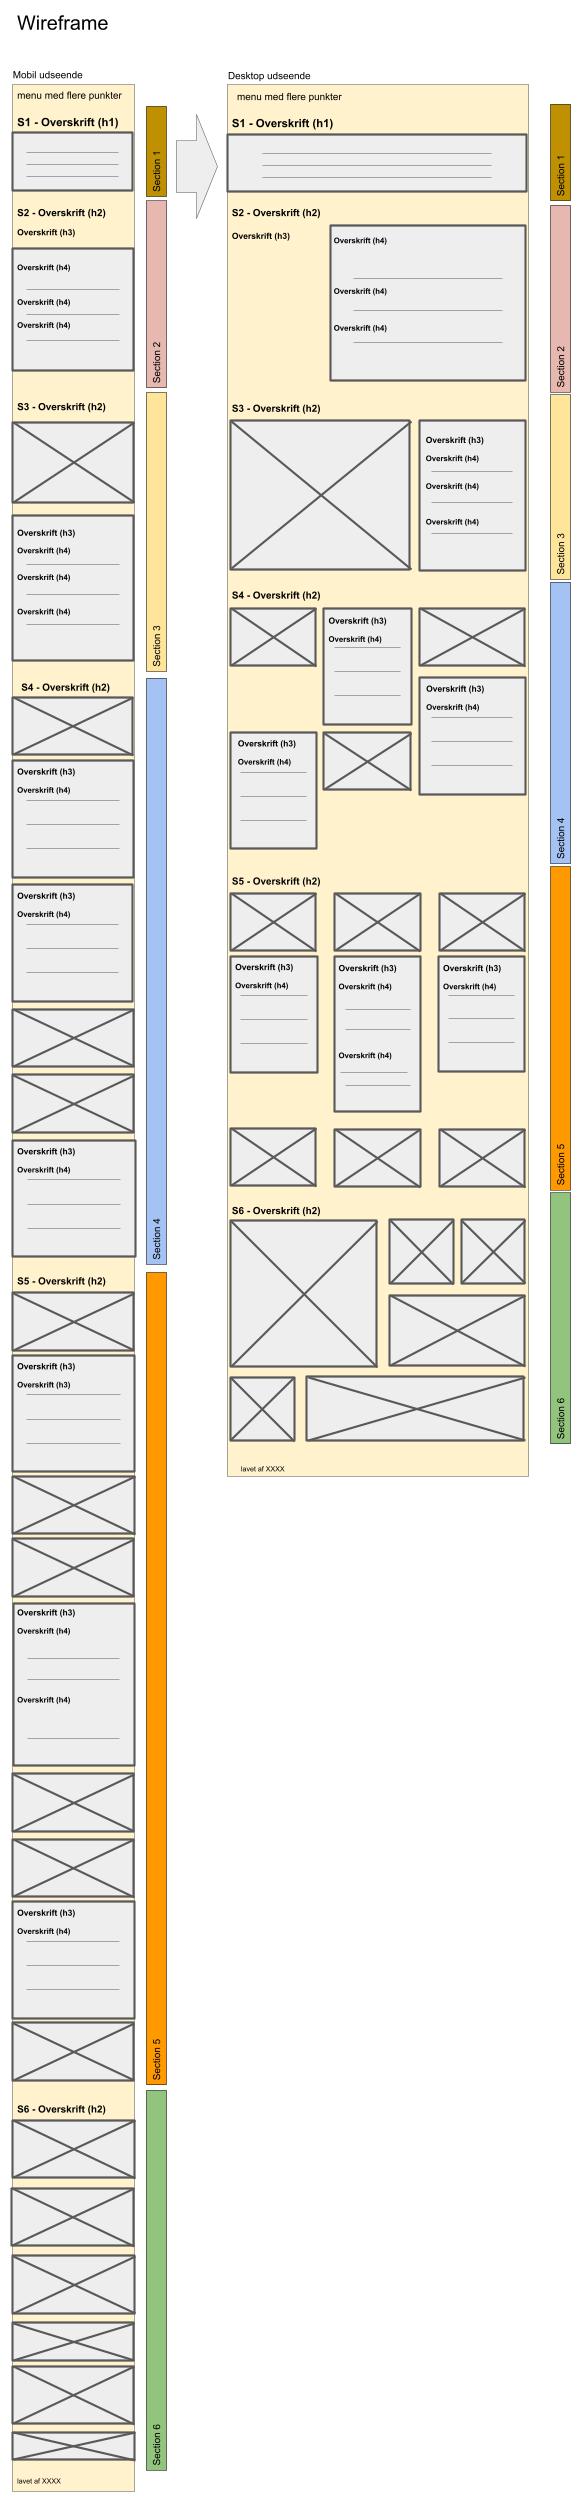 Wireframe
Mobil udseende
menu med flere punkter
S1 - Overskrift (h1)
Section 1
S2 - Overskrift (h2)
Overskrift (h3)
Overskrift (h4)
Overskrift (h4)
Overskrift (h4)
Section 2
S3 - Overskrift (h2)
Overskrift (h3)
Overskrift (h4)
Overskrift (h4)
Overskrift (h4)
Section 3
S4 - Overskrift (h2)
Overskrift (h3)
Overskrift (h4)
Overskrift (h3)
Overskrift (h4)
Overskrift (h3)
Overskrift (h4)
Section 4
S5 - Overskrift (h2)
Overskrift (h3)
Overskrift (h3)
Overskrift (h3)
Overskrift (h4)
Overskrift (h4)
Overskrift (h3)
Overskrift (h4)
Section 5
S6 - Overskrift (h2)
Section 6
lavet af XXXX
Desktop udseende
menu med flere punkter
S1 - Overskrift (h1)
Section 1
S2 - Overskrift (h2)
Overskrift (h3)
Overskrift (h4)
Overskrift (h4)
Overskrift (h4)
Section 2
S3 - Overskrift (h2)
Overskrift (h3)
Overskrift (h4)
Overskrift (h4)
Overskrift (h4)
Section 3
S4 - Overskrift (h2)
Overskrift (h3)
Overskrift (h4)
Overskrift (h3)
Overskrift (h4)
Overskrift (h3)
Overskrift (h4)
Section 4
S5 - Overskrift (h2)
Overskrift (h3)
Overskrift (h4)
Overskrift (h3)
Overskrift (h4)
Overskrift (h4)
Overskrift (h3)
Overskrift (h4)
Section 5
S6 - Overskrift (h2)
Section 6
lavet af XXXX